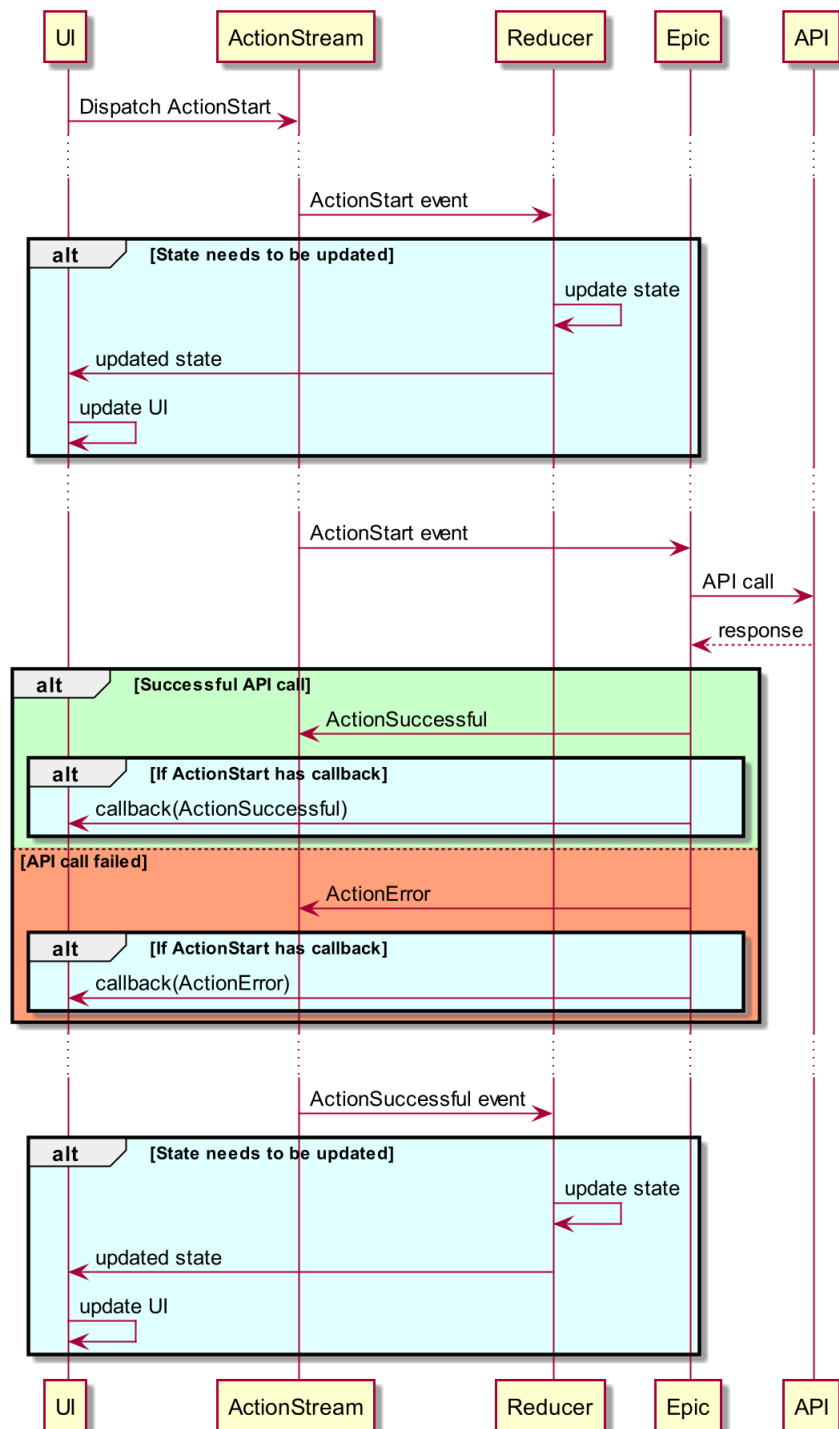 UI ActionStream Reducer Epic API
Dispatch ActionStart
ActionStart event
alt [State needs to be updated]
update state
updated state
update UI
ActionStart event
API call
response
alt [Successful API call]
ActionSuccessful
alt [If ActionStart has callback]
callback(ActionSuccessful)
[API call failed]
ActionError
alt [If ActionStart has callback]
callback(ActionError)
ActionSuccessful event
alt [State needs to be updated]
update state
updated state
update UI
UI ActionStream Reducer Epic API